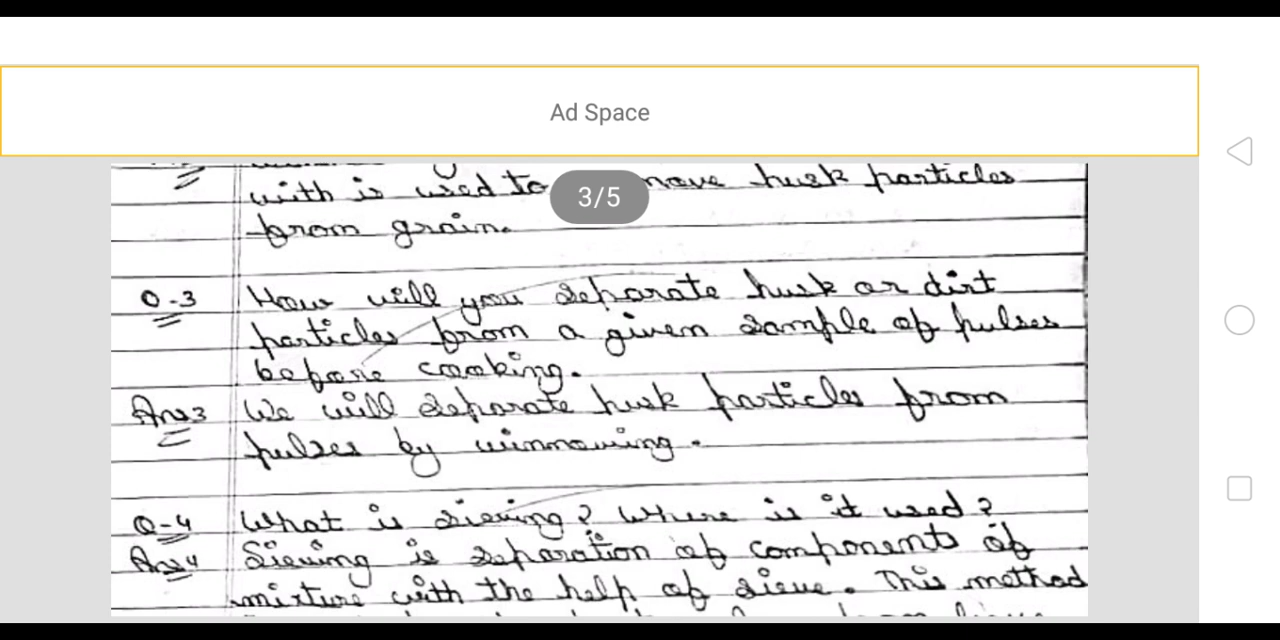 Ad Space
with is used to move husk particles
3/5
from grain.
Q-3 How will you separate husk or dirt
particles from a given sample of pulses
before cooking.
Ans3 We will separate husk particles from
pulses by winnowing.
Q-4 What is sieving? Where is it used?
Ans4 Sieving is separation of components of
mixture with the help of sieve. This method